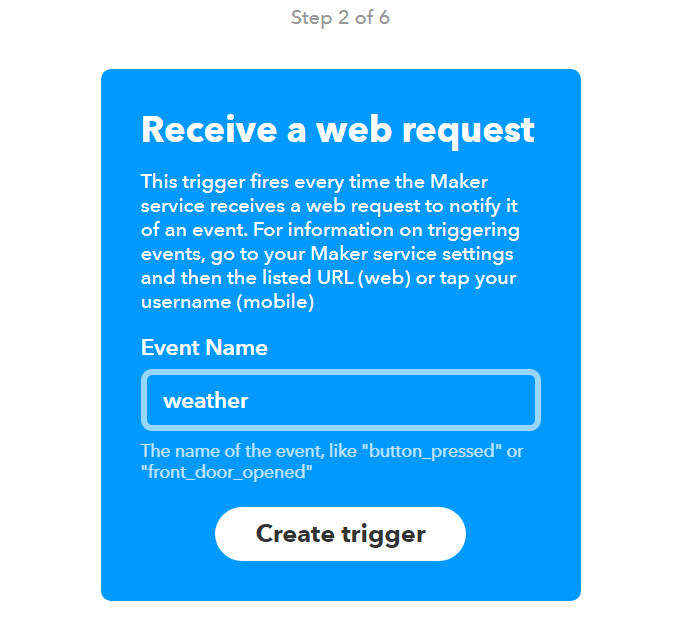 Step 2 of 6
Receive a web request
This trigger fires every time the Maker
service receives a web request to notify it
of an event. For information on triggering
events, go to your Maker service settings
and then the listed URL (web) or tap your
username (mobile)
Event Name
weather
The name of the event, like "button_pressed" or
"front_door_opened"
Create trigger